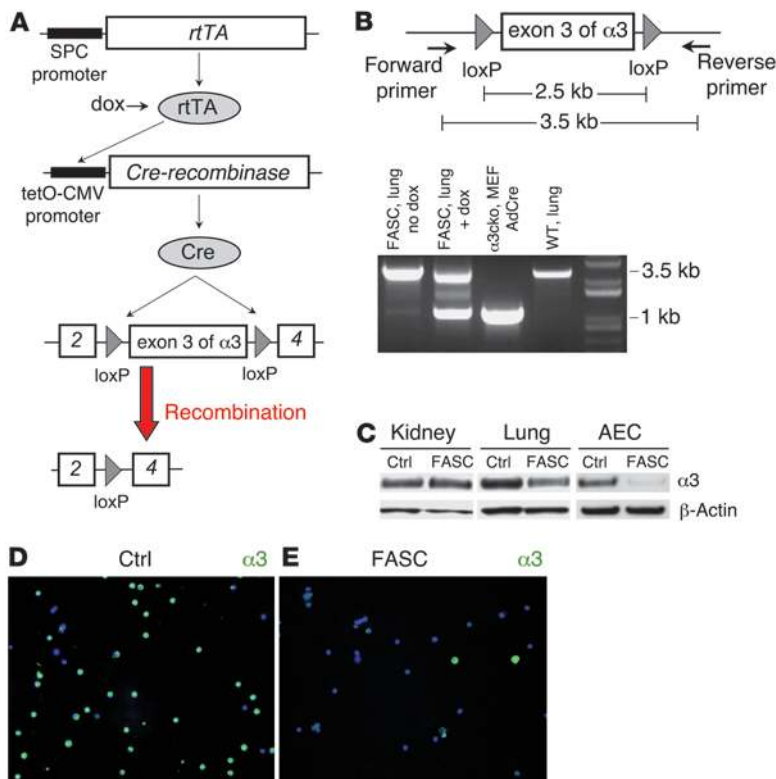 A
rtTA
SPC
promoter
dox
rtTA
Cre-recombinase
tetO-CMV
promoter
Cre
2
exon 3 of α3
4
loxP
loxP
Recombination
2
4
loxP
B
exon 3 of α3
Forward
primer
loxP
loxP
Reverse
primer
2.5 kb
3.5 kb
FASC, lung
no dox
FASC, lung
+ dox
α3cko, MEF
AdCre
WT, lung
–3.5 kb
–1 kb
C
Kidney Lung AEC
Ctrl FASC Ctrl FASC Ctrl FASC
α3
β-Actin
D Ctrl α3
E FASC α3